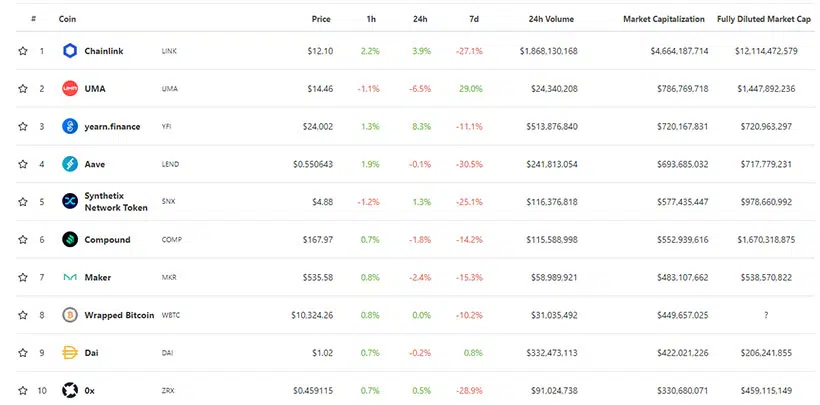 # Coin Price 1h 24h 7d 24h Volume Market Capitalization Fully Diluted Market Cap
1 Chainlink LINK $12.10 2.2% 3.9% -27.1% $1,868,130,168 $4,664,187,714 $12,114,472,579
2 UMA UMA $14.46 -1.1% -6.5% 29.0% $24,340,208 $786,769,718 $1,447,892,236
3 yearn.finance YFI $24,002 1.3% 8.3% -11.1% $513,876,840 $720,167,831 $720,963,297
4 Aave LEND $0.550643 1.9% -0.1% -30.5% $241,813,054 $693,685,032 $717,779,231
5 Synthetix
Network Token SNX $4.88 -1.2% 1.3% -25.1% $116,376,818 $577,435,447 $978,660,992
6 Compound COMP $167.97 0.7% -1.8% -14.2% $115,588,998 $552,939,616 $1,670,318,875
7 Maker MKR $535.58 0.8% -2.4% -15.3% $58,989,921 $483,107,662 $538,570,822
8 Wrapped Bitcoin WBTC $10,324.26 0.8% 0.0% -10.2% $31,035,492 $449,657,025 ?
9 Dai DAI $1.02 0.7% -0.2% 0.8% $332,473,113 $422,021,226 $206,241,855
10 0x ZRX $0.459115 0.7% 0.5% -28.9% $91,024,738 $330,680,071 $459,115,149